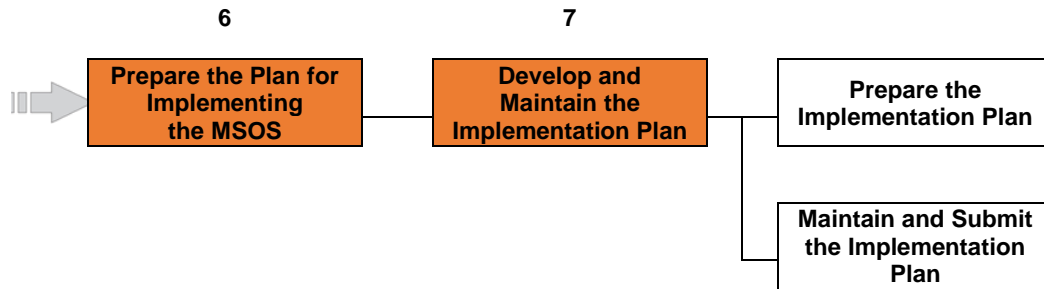 6
7
Prepare the Plan for
Implementing
the MSOS
Develop and
Maintain the
Implementation Plan
Prepare the
Implementation Plan
Maintain and Submit
the Implementation
Plan